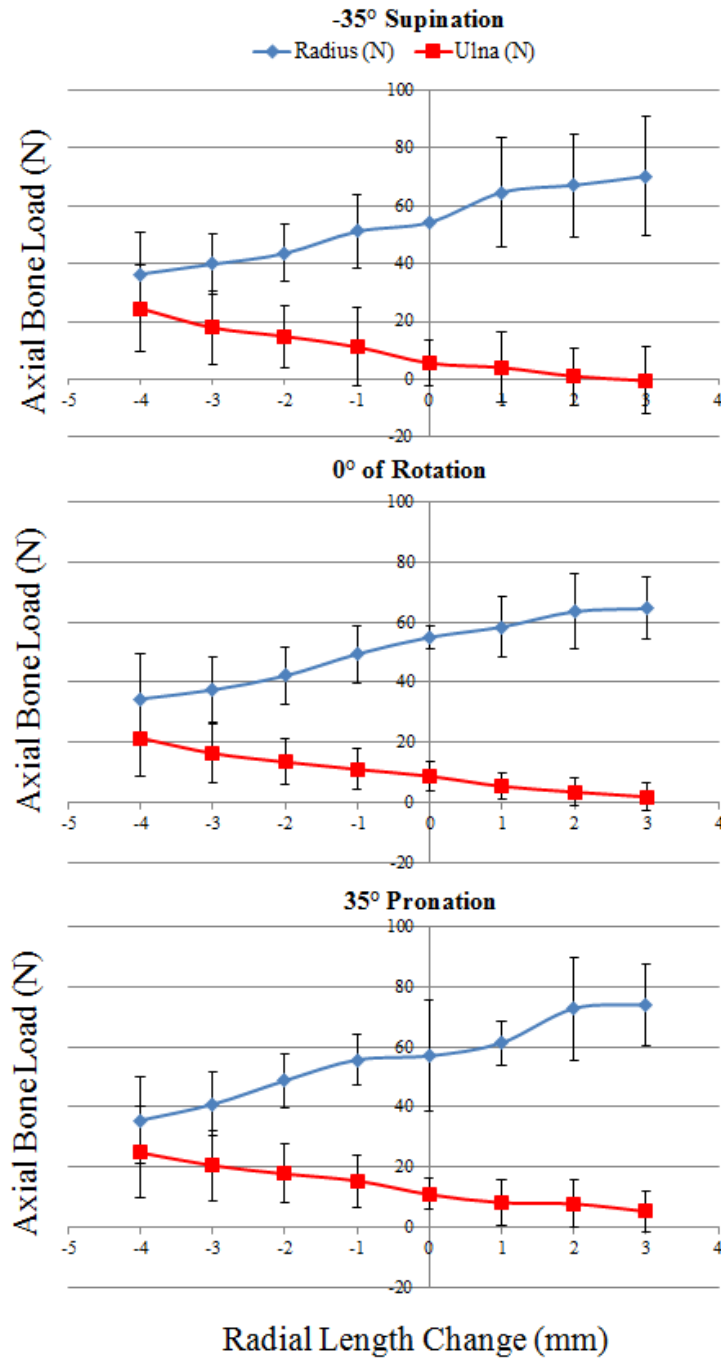 -35° Supination
Radius (N) Ulna (N)
100
80
60
40
20
0
-20
-5 -4 -3 -2 -1 0 1 2 3 4
Axial Bone Load (N)
0° of Rotation
100
80
60
40
20
0
-20
-5 -4 -3 -2 -1 0 1 2 3 4
Axial Bone Load (N)
35° Pronation
100
80
60
40
20
0
-20
-5 -4 -3 -2 -1 0 1 2 3 4
Axial Bone Load (N)
Radial Length Change (mm)